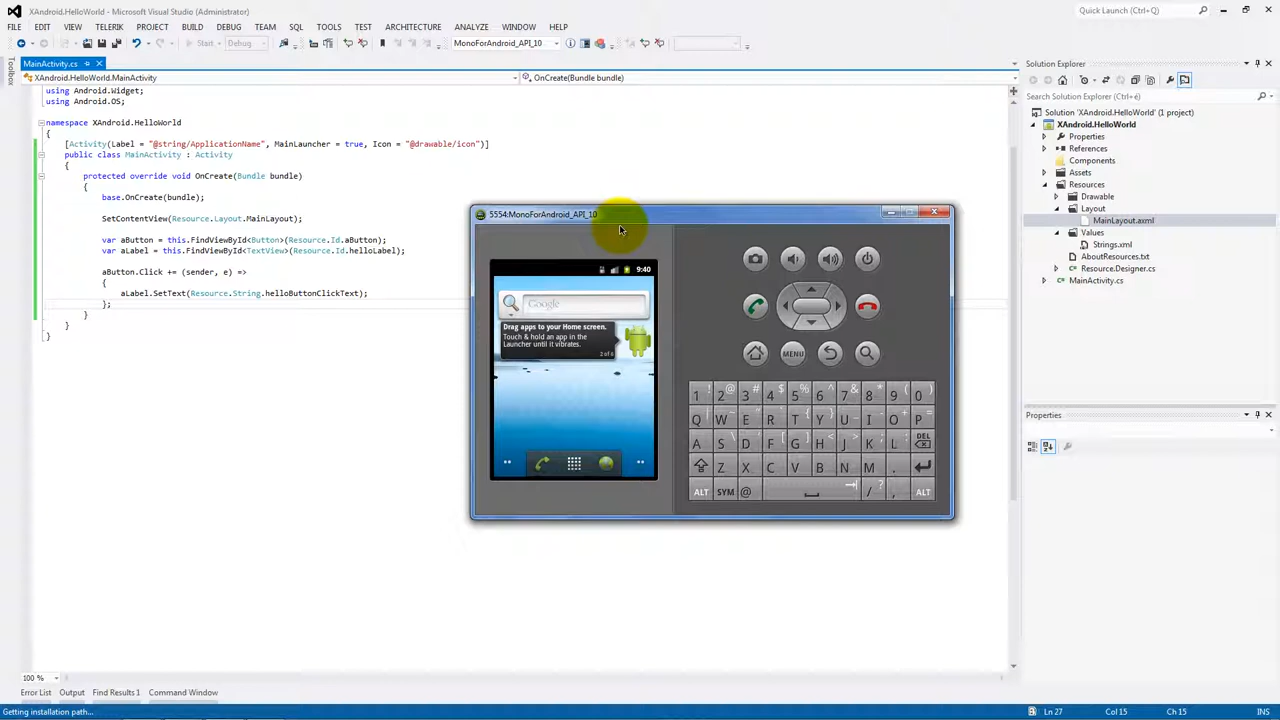 XAndroid.HelloWorld - Microsoft Visual Studio (Administrator)
Quick Launch (Ctrl+Q)
FILE EDIT VIEW TELERIK PROJECT BUILD DEBUG TEAM SQL TOOLS TEST ARCHITECTURE ANALYZE WINDOW HELP
Start Debug MonoForAndroid_API_10
Toolbox
MainActivity.cs
XAndroid.HelloWorld.MainActivity OnCreate(Bundle bundle)
using Android.Widget;
using Android.OS;
namespace XAndroid.HelloWorld
{
[Activity(Label = "@string/ApplicationName", MainLauncher = true, Icon = "@drawable/icon")]
public class MainActivity : Activity
{
protected override void OnCreate(Bundle bundle)
{
base.OnCreate(bundle);
SetContentView(Resource.Layout.MainLayout);
var aButton = this.FindViewById<Button>(Resource.Id.aButton);
var aLabel = this.FindViewById<TextView>(Resource.Id.helloLabel);
aButton.Click += (sender, e) =>
{
aLabel.SetText(Resource.String.helloButtonClickText);
};
}
}
}
5554:MonoForAndroid_API_10
9:40
Google
Drag apps to your Home screen.
Touch & hold an app in the
Launcher until it vibrates.
2 of 6
MENU
1 ! 2 @ 3 # 4 $ 5 % 6 ^ 7 & 8 * 9 ( 0 )
Q W E R T Y U I O P
A S D F G H J K L DEL
Z X C V B N M .
ALT SYM @ / ? , ALT
Solution Explorer
Search Solution Explorer (Ctrl+é)
Solution 'XAndroid.HelloWorld' (1 project)
XAndroid.HelloWorld
Properties
References
Components
Assets
Resources
Drawable
Layout
MainLayout.axml
Values
Strings.xml
AboutResources.txt
Resource.Designer.cs
MainActivity.cs
Properties
100 %
Error List Output Find Results 1 Command Window
Getting installation path... Ln 27 Col 15 Ch 15 INS